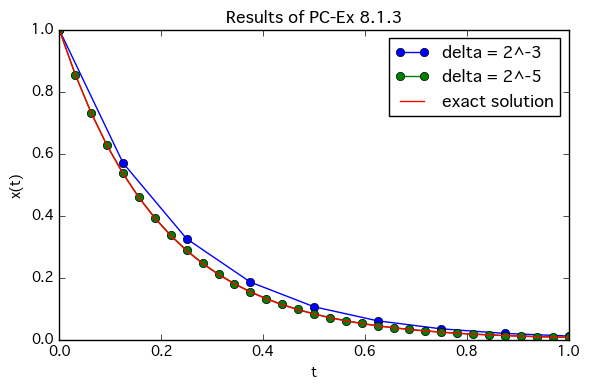 Results of PC-Ex 8.1.3
1.0
delta = 2^-3
delta = 2^-5
exact solution
0.8
0.6
x(t)
0.4
0.2
0.0
0.0 0.2 0.4 0.6 0.8 1.0
t